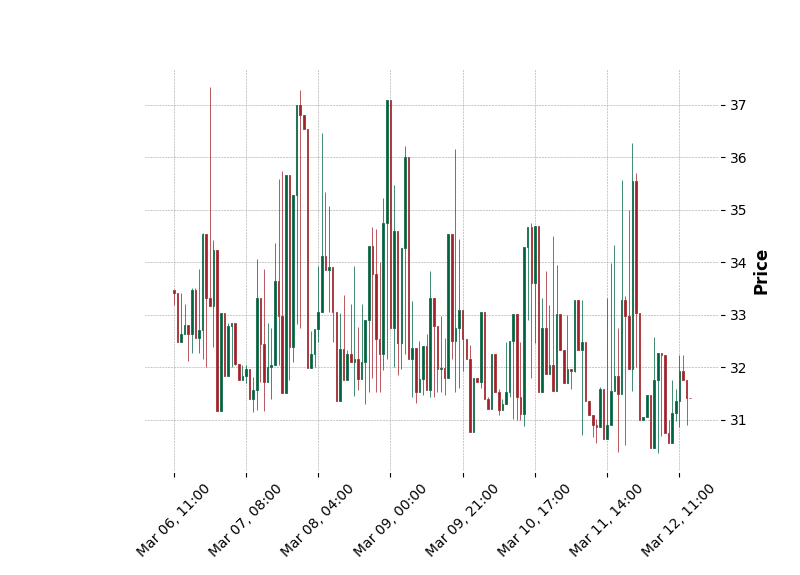 37
36
35
34
33
32
31
Price
Mar 06, 11:00
Mar 07, 08:00
Mar 08, 04:00
Mar 09, 00:00
Mar 09, 21:00
Mar 10, 17:00
Mar 11, 14:00
Mar 12, 11:00